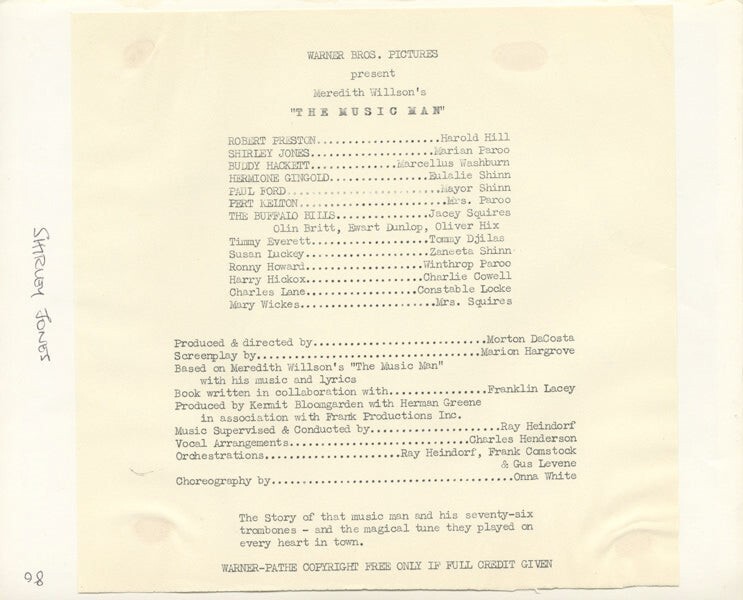 WARNER BROS. PICTURES
present
Meredith Willson's
"THE MUSIC MAN"
ROBERT PRESTON....................Harold Hill
SHIRLEY JONES....................Marian Paroo
BUDDY HACKETT..............Marcellus Washburn
HERMIONE GINGOLD................Eulalie Shinn
PAUL FORD.........................Mayor Shinn
PERT KELTON........................Mrs. Paroo
THE BUFFALO BILLS...............Jacey Squires
Olin Britt, Ewart Dunlop, Oliver Hix
Timmy Everett...................Tommy Djilas
Susan Luckey....................Zaneeta Shinn
Ronny Howard...................Winthrop Paroo
Harry Hickox...................Charlie Cowell
Charles Lane..................Constable Locke
Mary Wickes......................Mrs. Squires
Produced & directed by.........................Morton DaCosta
Screenplay by.................................Marion Hargrove
Based on Meredith Willson's "The Music Man"
with his music and lyrics
Book written in collaboration with..............Franklin Lacey
Produced by Kermit Bloomgarden with Herman Greene
in association with Frank Productions Inc.
Music Supervised & Conducted by...................Ray Heindorf
Vocal Arrangements...........................Charles Henderson
Orchestrations....................Ray Heindorf, Frank Comstock
& Gus Levene
Choreography by...................................Onna White
The Story of that music man and his seventy-six
trombones - and the magical tune they played on
every heart in town.
WARNER-PATHE COPYRIGHT FREE ONLY IF FULL CREDIT GIVEN
SHIRLEY JONES